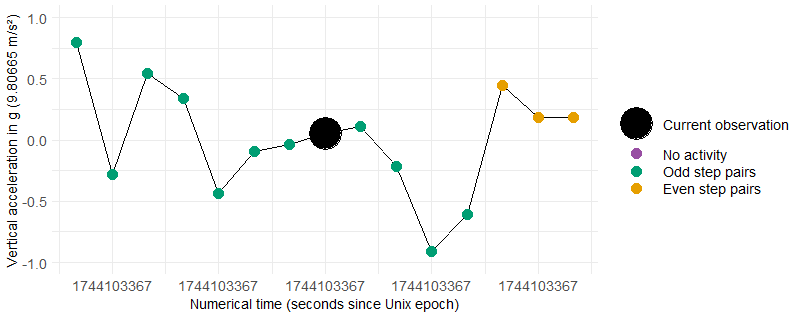 Vertical acceleration in g (9.80665 m/s²)
1.0
0.5
0.0
-0.5
-1.0
1744103367 1744103367 1744103367 1744103367 1744103367
Numerical time (seconds since Unix epoch)
Current observation
No activity
Odd step pairs
Even step pairs